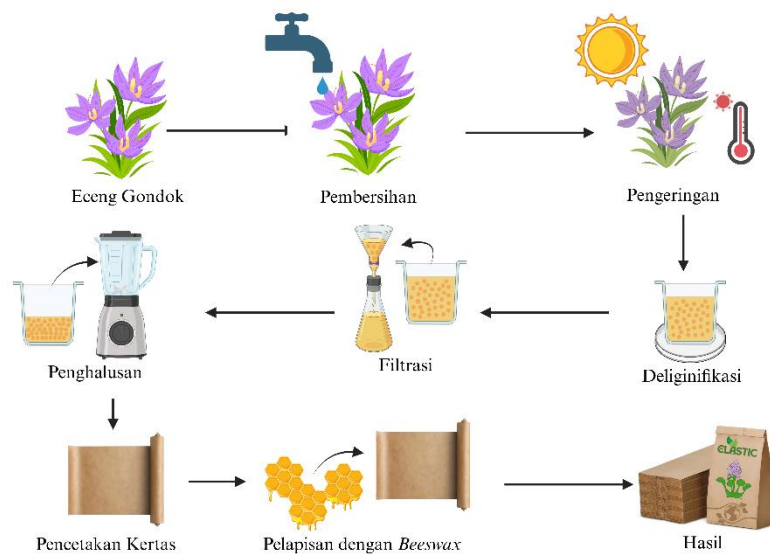 Eceng Gondok
Pembersihan
Pengeringan
Penghalusan
Filtrasi
Deliginifikasi
Pencetakan Kertas
Pelapisan dengan Beeswax
ELASTIC
Hasil